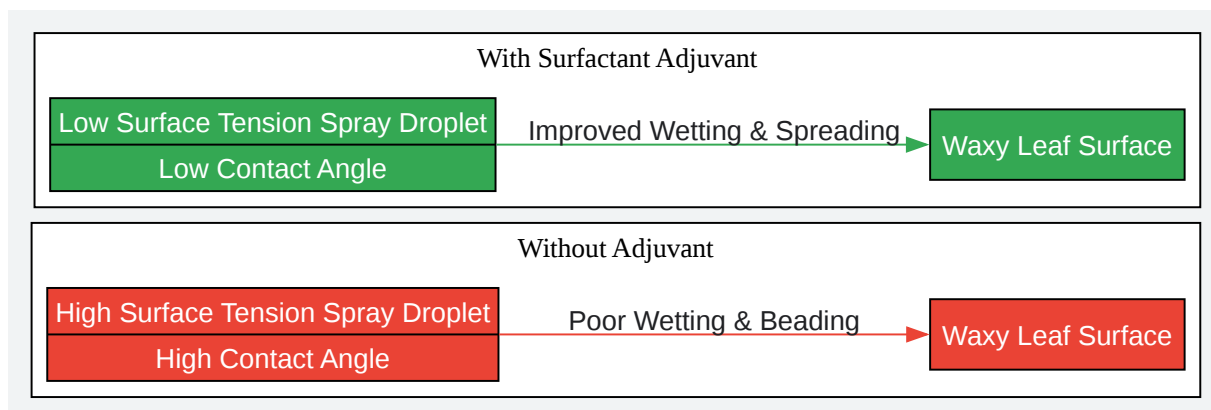 With Surfactant Adjuvant
Low Surface Tension Spray Droplet
Low Contact Angle
Improved Wetting & Spreading
Waxy Leaf Surface
Without Adjuvant
High Surface Tension Spray Droplet
High Contact Angle
Poor Wetting & Beading
Waxy Leaf Surface